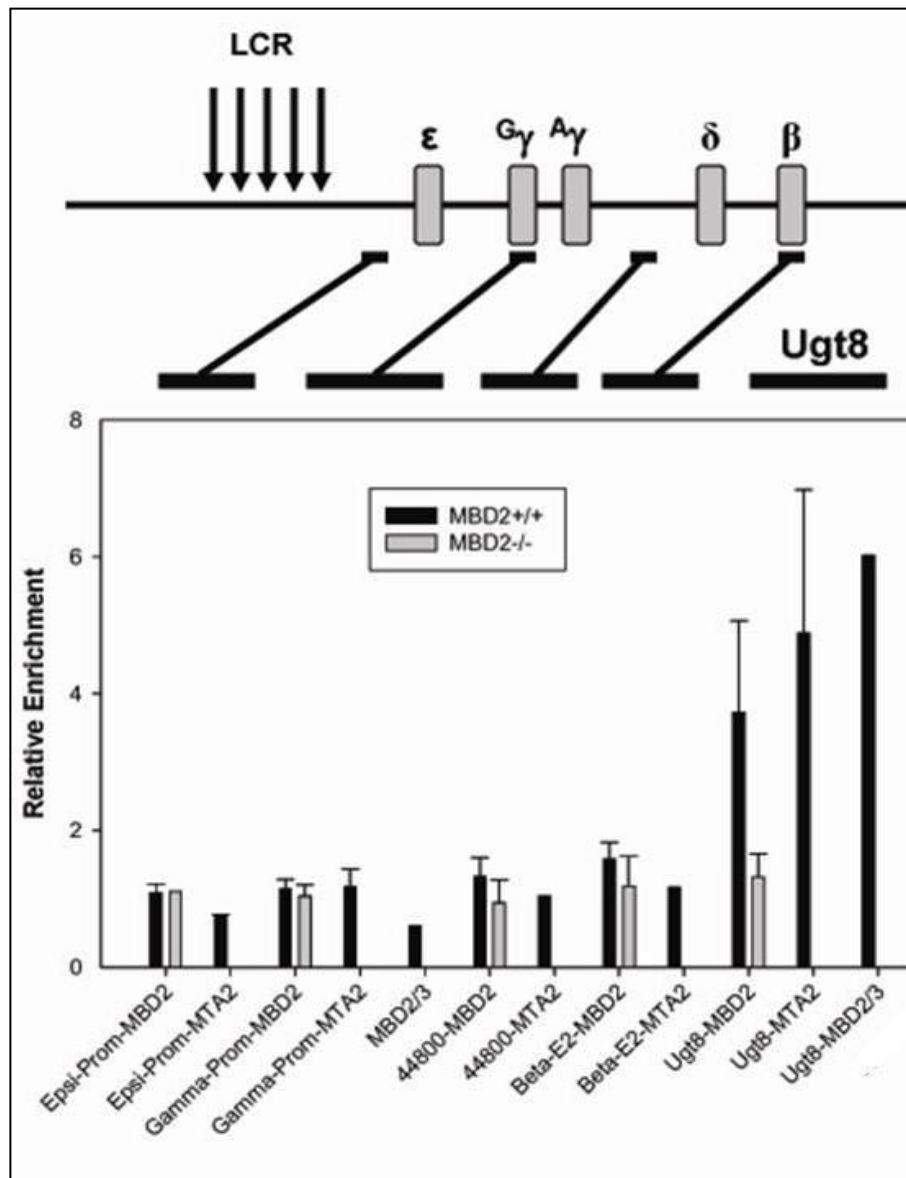 LCR
ε Gγ Aγ δ β
Ugt8
8
6
4
2
0
Relative Enrichment
MBD2+/+
MBD2-/-
Epsi-Prom-MBD2
Epsi-Prom-MTA2
Gamma-Prom-MBD2
Gamma-Prom-MTA2
MBD2/3
44800-MBD2
44800-MTA2
Beta-E2-MBD2
Beta-E2-MTA2
Ugt8-MBD2
Ugt8-MTA2
Ugt8-MBD2/3